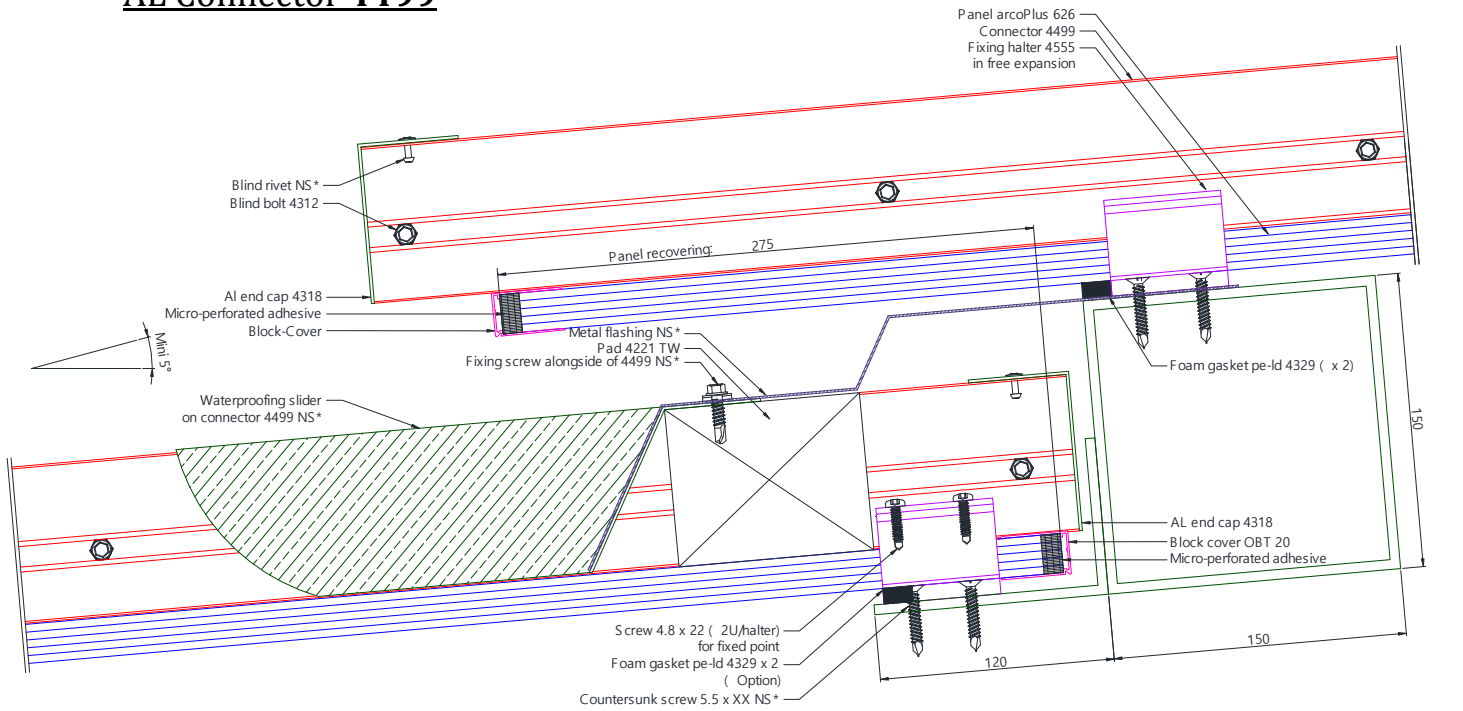 AL Connector 4499
Panel arcoPlus 626
Connector 4499
Fixing halter 4555
in free expansion
Blind rivet NS*
Blind bolt 4312
Panel recovering:
275
Al end cap 4318
Micro-perforated adhesive
Block-Cover
Metal flashing NS*
Pad 4221 TW
Fixing screw alongside of 4499 NS*
Mini 5°
Foam gasket pe-ld 4329 ( x 2)
Waterproofing slider
on connector 4499 NS*
150
AL end cap 4318
Block cover OBT 20
Micro-perforated adhesive
Screw 4.8 x 22 ( 2U/halter)
for fixed point
Foam gasket pe-ld 4329 x 2
( Option)
Countersunk screw 5.5 x XX NS*
120
150